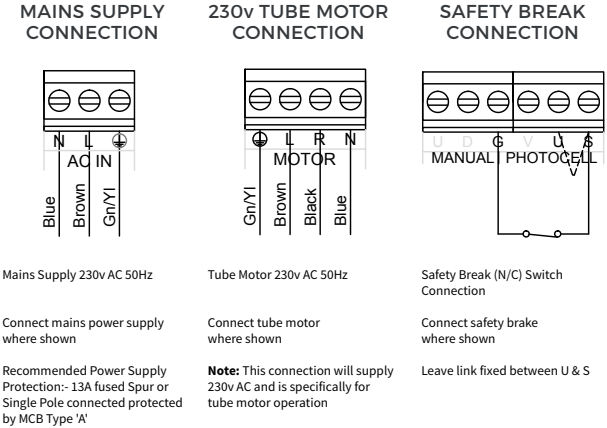 MAINS SUPPLY
CONNECTION
N L
AC IN
Blue
Brown
Gn/Yl
Mains Supply 230v AC 50Hz
Connect mains power supply
where shown
Recommended Power Supply
Protection:- 13A fused Spur or
Single Pole connected protected
by MCB Type 'A'
230v TUBE MOTOR
CONNECTION
L R N
MOTOR
Gn/Yl
Brown
Black
Blue
Tube Motor 230v AC 50Hz
Connect tube motor
where shown
Note: This connection will supply
230v AC and is specifically for
tube motor operation
SAFETY BREAK
CONNECTION
U D G V U S
MANUAL PHOTOCELL
V
Safety Break (N/C) Switch
Connection
Connect safety brake
where shown
Leave link fixed between U & S